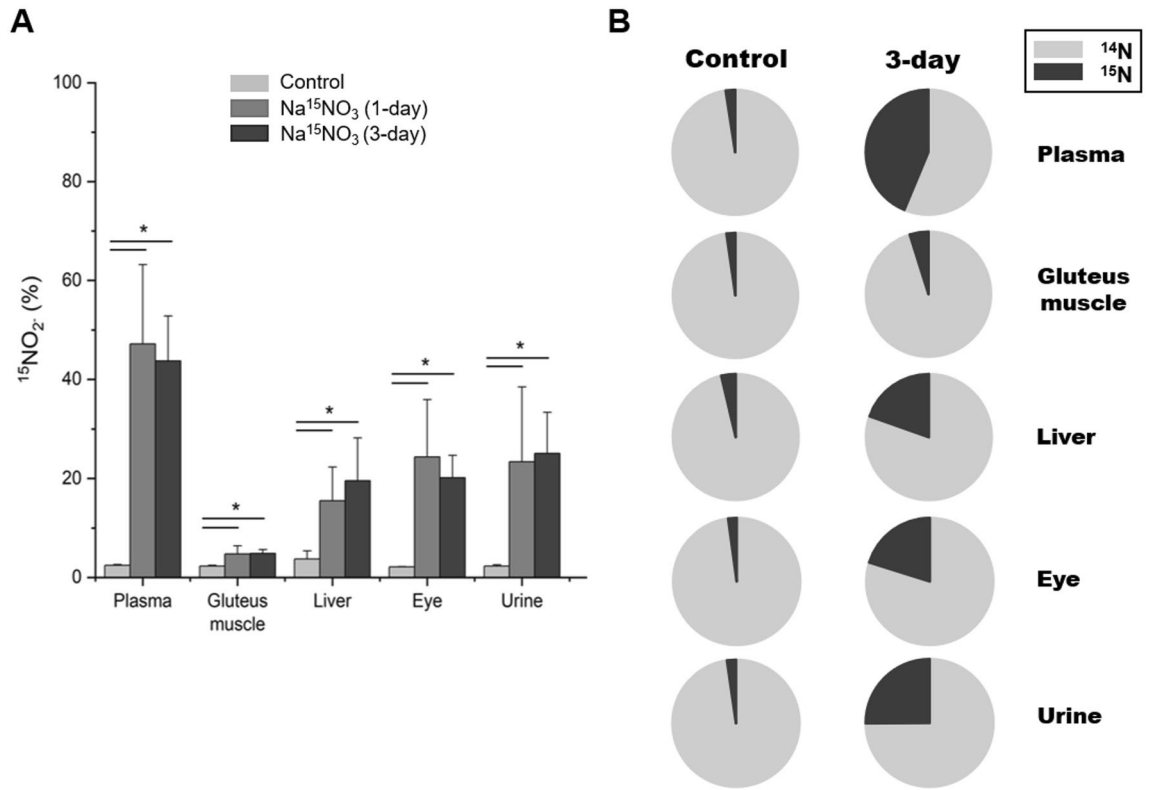 A
100
80
60
40
20
0
¹⁵NO₂- (%)
Control
Na¹⁵NO₃ (1-day)
Na¹⁵NO₃ (3-day)
*
*
*
*
*
Plasma
Gluteus
muscle
Liver
Eye
Urine
B
Control
3-day
¹⁴N
¹⁵N
Plasma
Gluteus
muscle
Liver
Eye
Urine